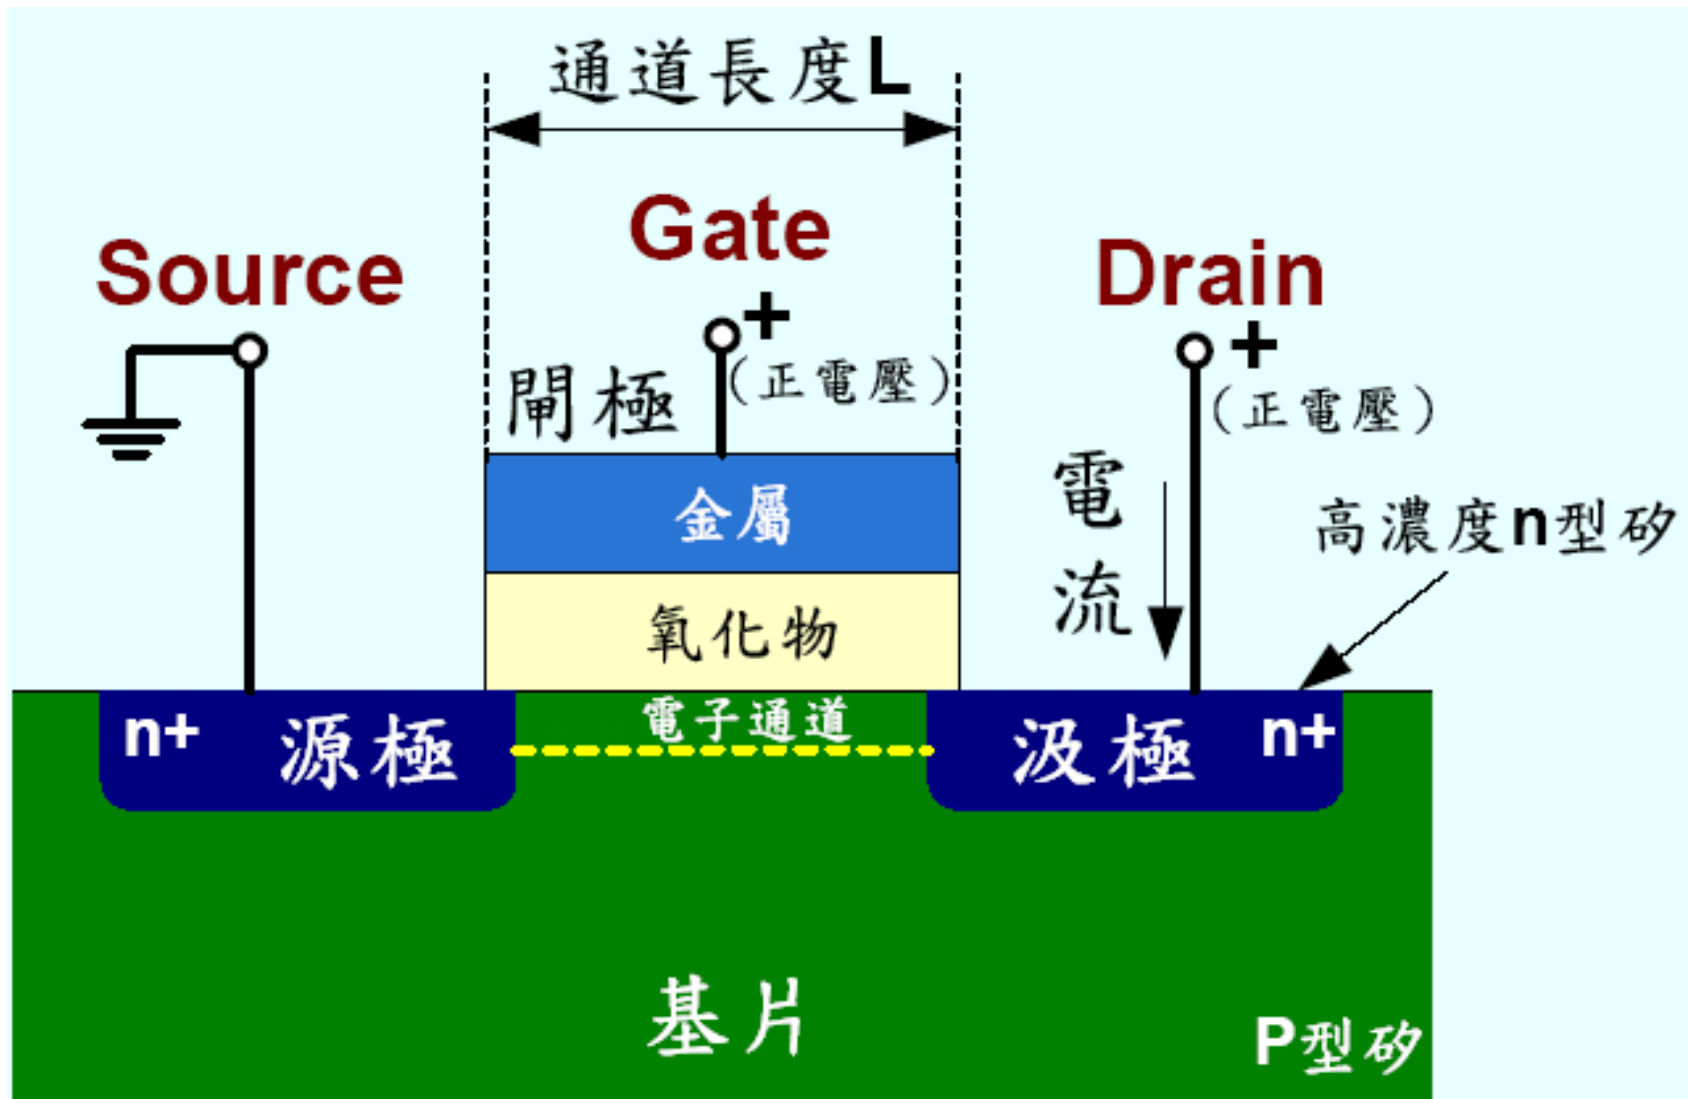 通道長度L
Gate
Source
Drain
+
+
閘極
(正電壓)
(正電壓)
電流
金屬
高濃度n型矽
氧化物
電子通道
n+
源極
汲極
n+
基片
P型矽